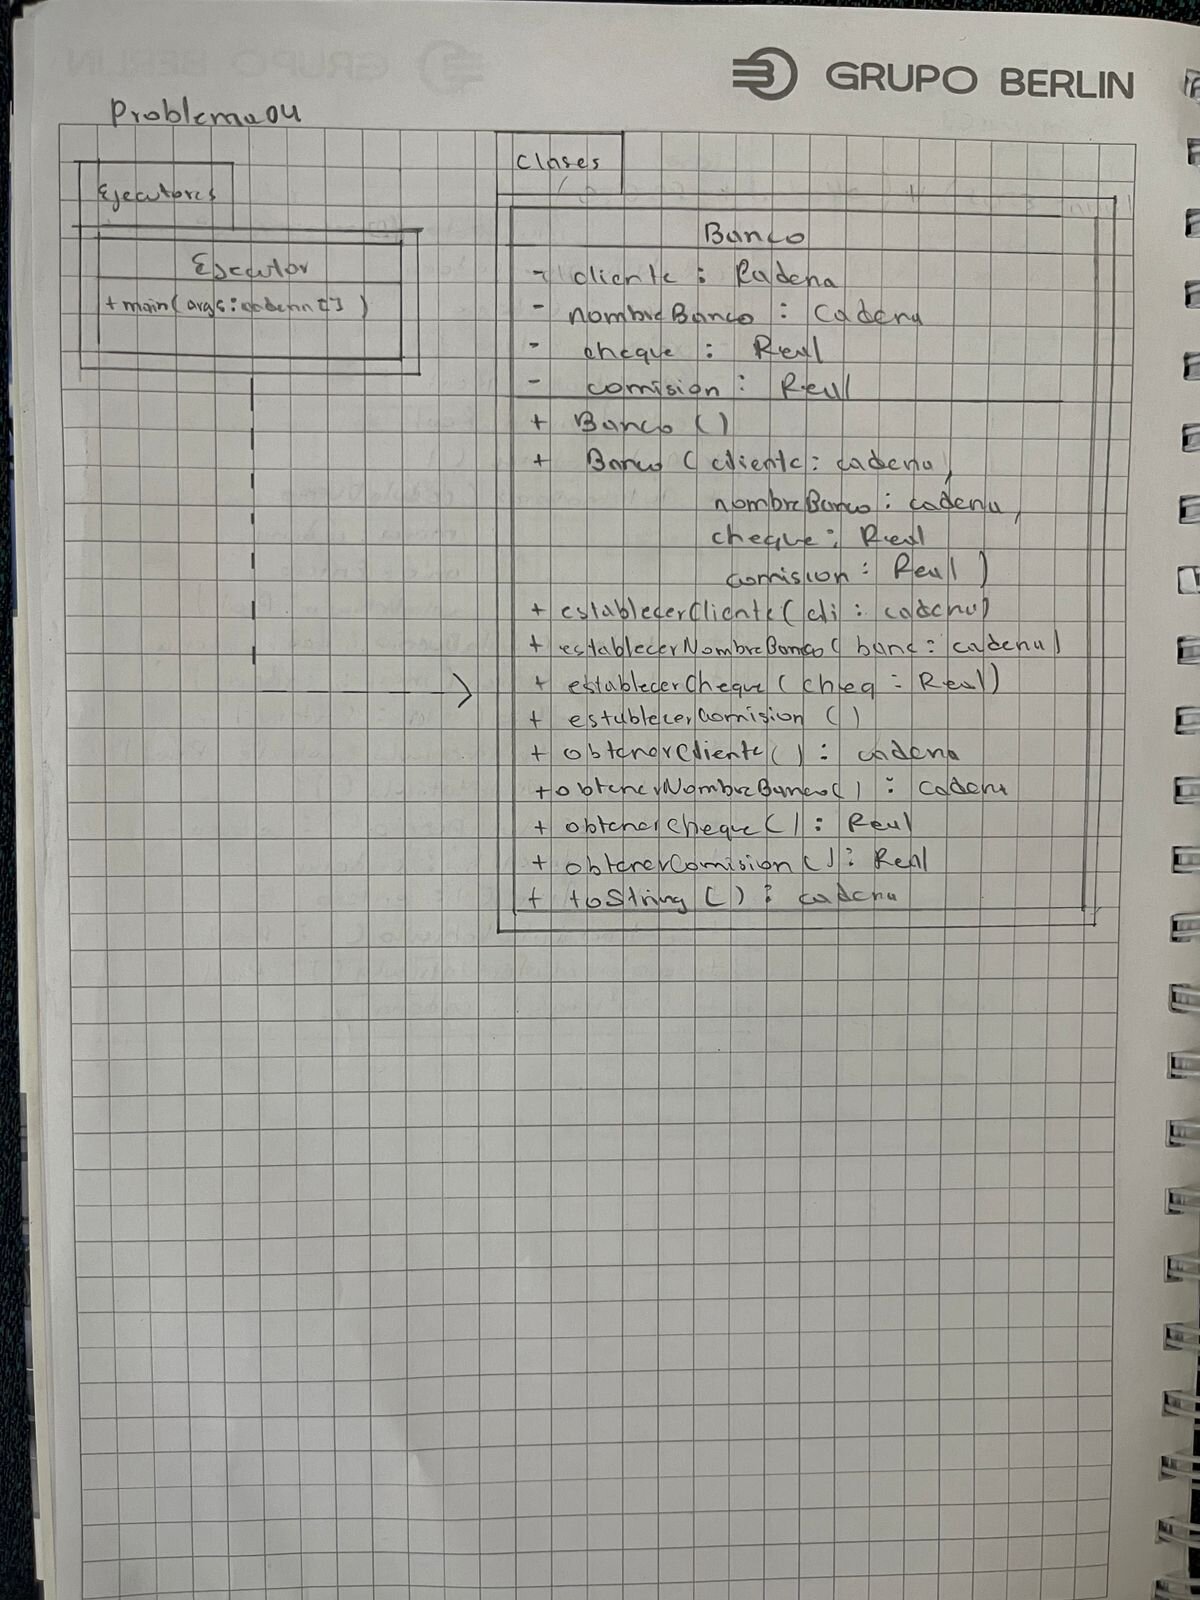 GRUPO BERLIN
Problema04
Ejecutores
Ejecutor
+ main(args: cadena[])
Clases
Banco
- cliente : Cadena
- nombreBanco : Cadena
- cheque : Real
- comision : Real
+ Banco ()
+ Banco ( cliente : cadena,
nombreBanco : cadena,
cheque : Real
comision : Real )
+ establecerCliente( cli : cadena)
+ establecerNombreBanco( banc : cadena)
+ establecerCheque ( cheq : Real)
+ establecerComision ()
+ obtenerCliente() : cadena
+ obtenerNombreBanco() : cadena
+ obtenerCheque () : Real
+ obtenerComision () : Real
+ toString () : cadena